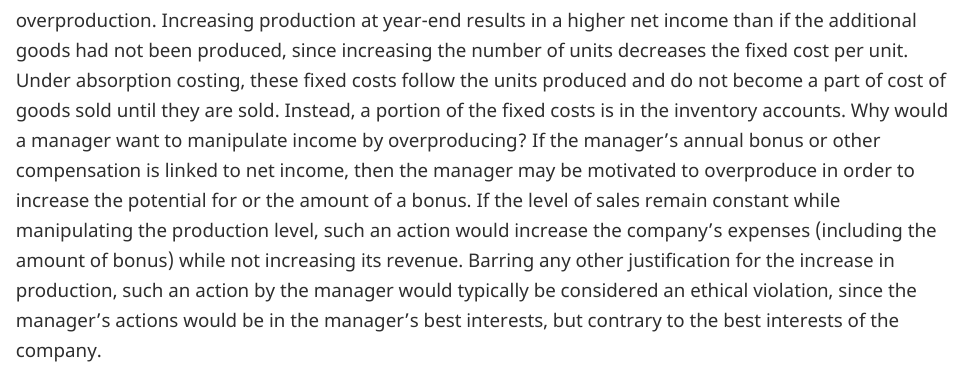 overproduction. Increasing production at year-end results in a higher net income than if the additional
goods had not been produced, since increasing the number of units decreases the fixed cost per unit.
Under absorption costing, these fixed costs follow the units produced and do not become a part of cost of
goods sold until they are sold. Instead, a portion of the fixed costs is in the inventory accounts. Why would
a manager want to manipulate income by overproducing? If the manager’s annual bonus or other
compensation is linked to net income, then the manager may be motivated to overproduce in order to
increase the potential for or the amount of a bonus. If the level of sales remain constant while
manipulating the production level, such an action would increase the company’s expenses (including the
amount of bonus) while not increasing its revenue. Barring any other justification for the increase in
production, such an action by the manager would typically be considered an ethical violation, since the
manager’s actions would be in the manager’s best interests, but contrary to the best interests of the
company.